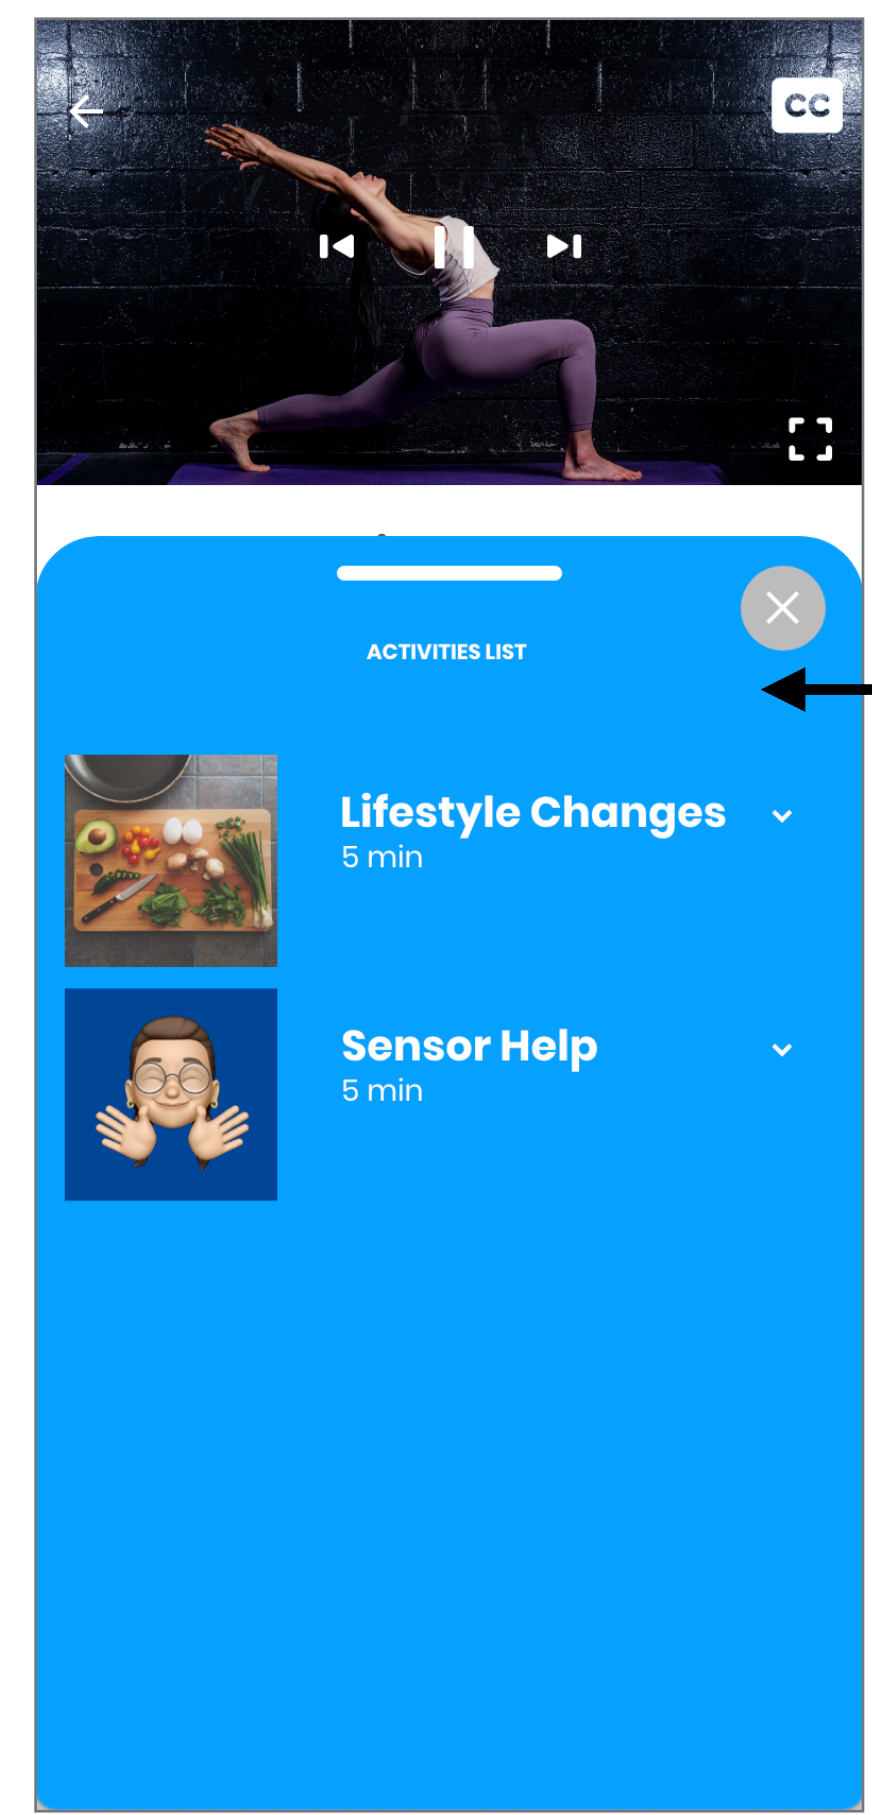 CC
ACTIVITIES LIST
Lifestyle Changes
5 min
Sensor Help
5 min